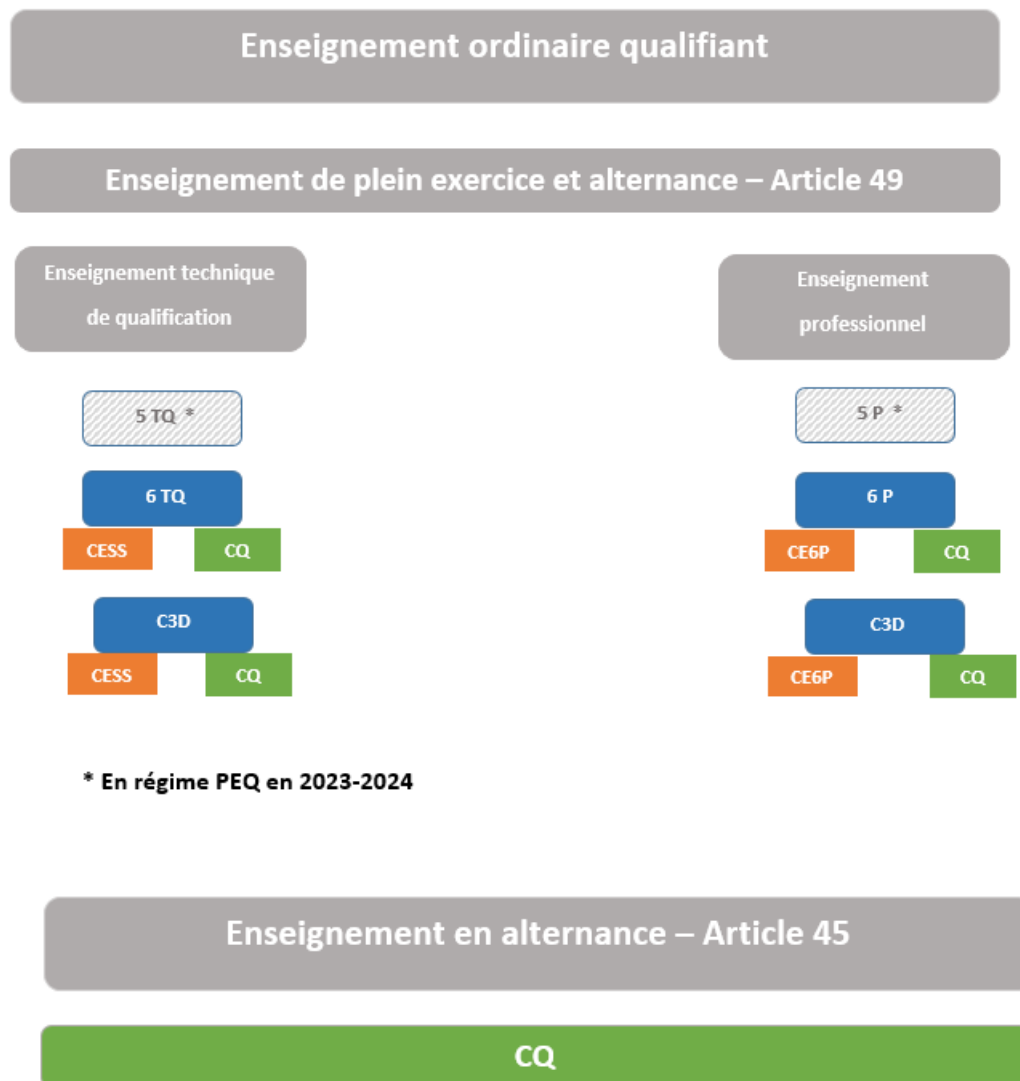 Enseignement ordinaire qualifiant
Enseignement de plein exercice et alternance – Article 49
Enseignement technique
de qualification
5 TQ *
6 TQ
CESS
CQ
C3D
CESS
CQ
Enseignement
professionnel
5 P *
6 P
CE6P
CQ
C3D
CE6P
CQ
* En régime PEQ en 2023-2024
Enseignement en alternance – Article 45
CQ